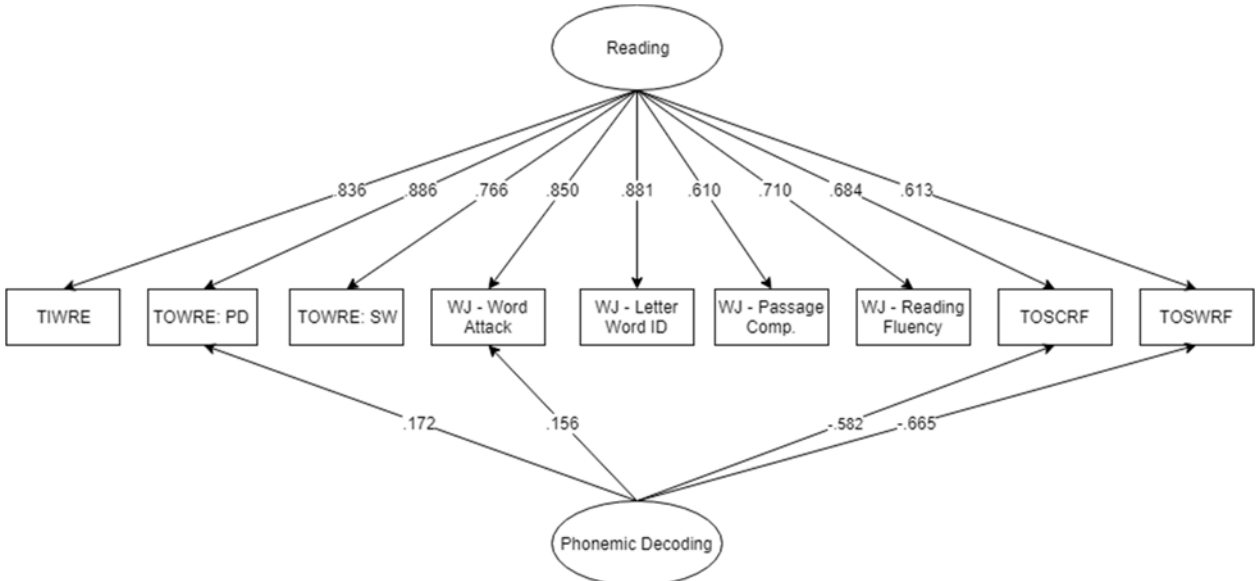 Reading
.836
.886
.766
.850
.881
.610
.710
.684
.613
TIWRE
TOWRE: PD
TOWRE: SW
WJ - Word
Attack
WJ - Letter
Word ID
WJ - Passage
Comp.
WJ - Reading
Fluency
TOSCRF
TOSWRF
.172
.156
-.582
-.665
Phonemic Decoding